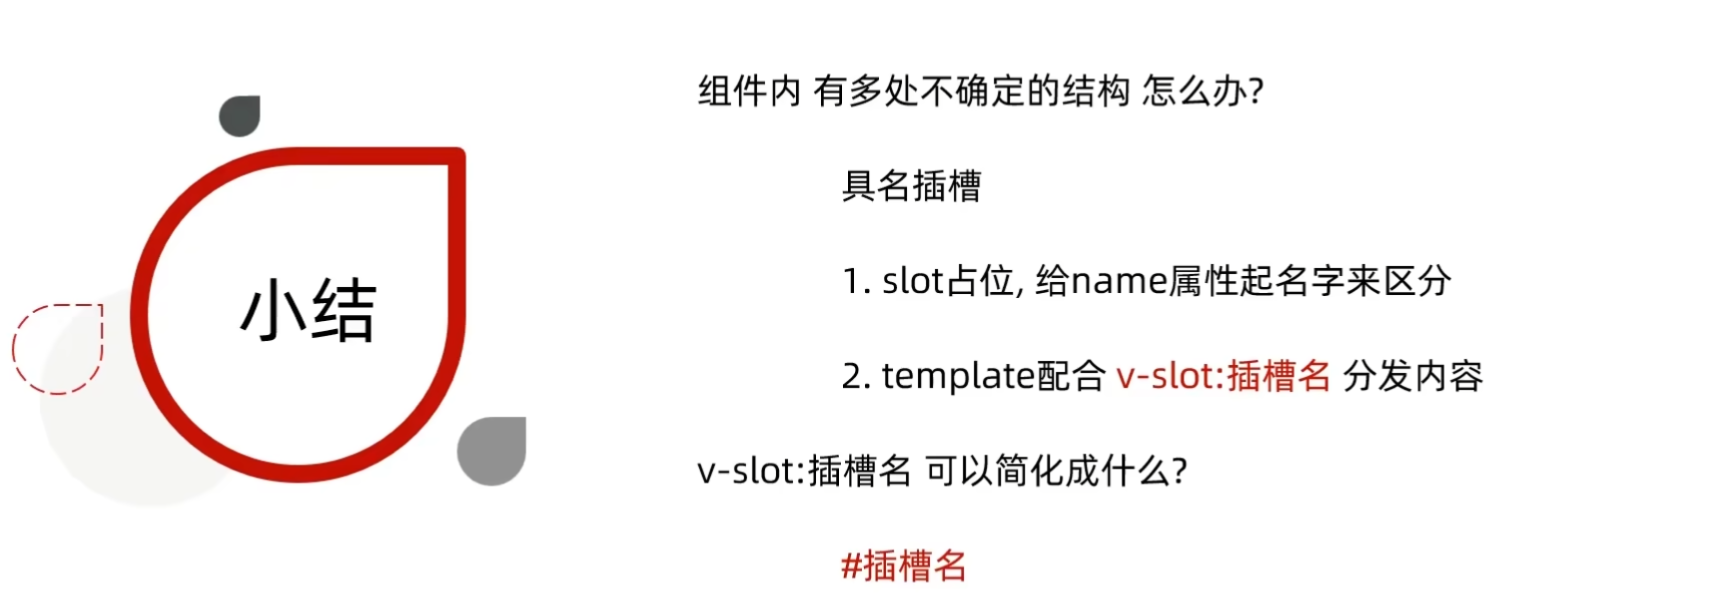 小结
组件内 有多处不确定的结构 怎么办?
具名插槽
1. slot占位, 给name属性起名字来区分
2. template配合 v-slot:插槽名 分发内容
v-slot:插槽名 可以简化成什么?
#插槽名